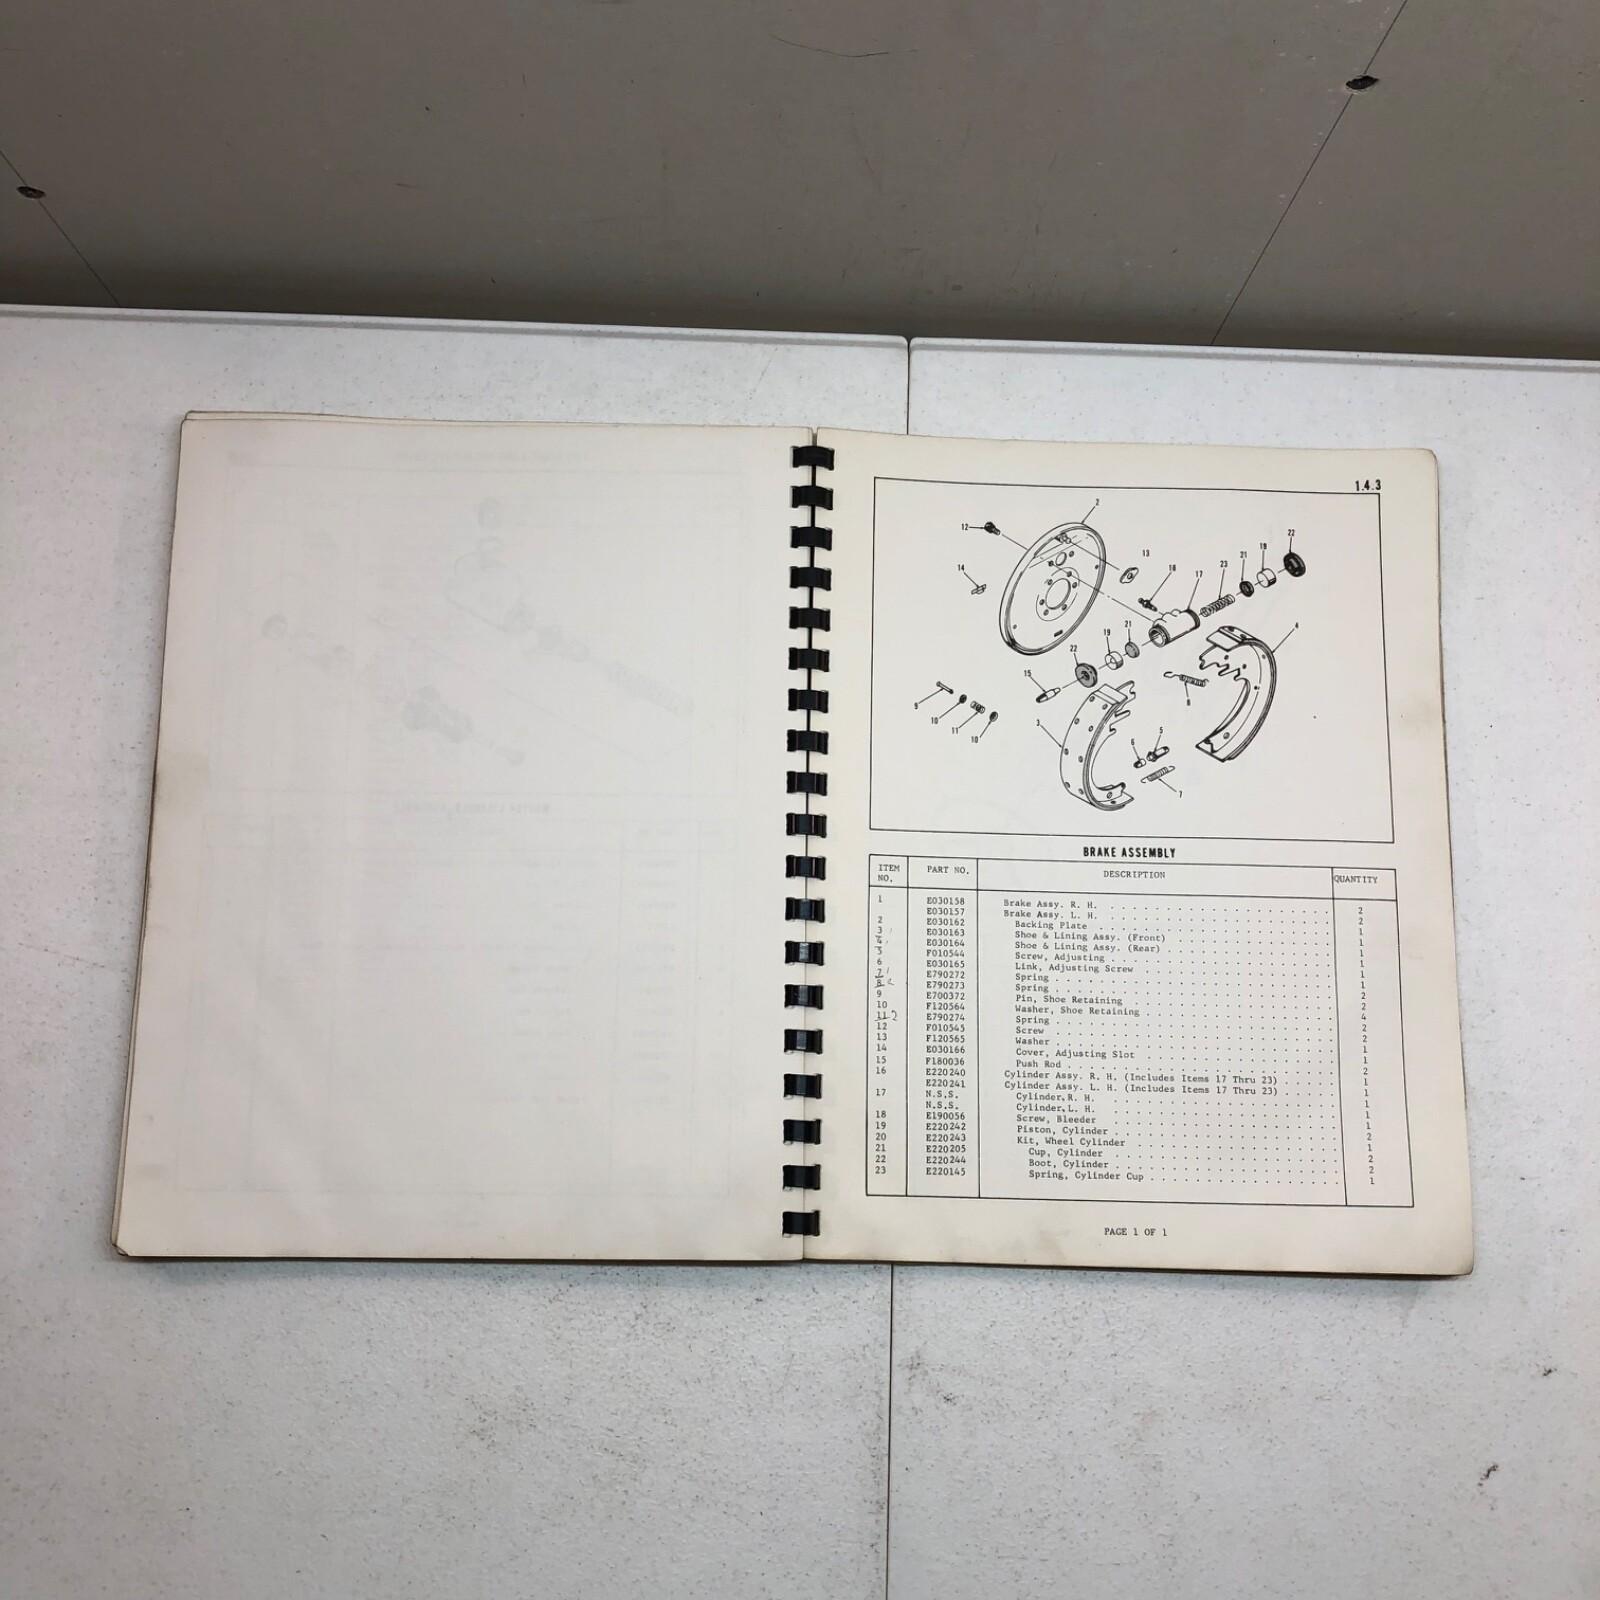 1.4.3
2
12
13
14
18
17
23
21
19
22
4
21
19
22
15
8
9
10
11
10
3
6
5
7
BRAKE ASSEMBLY
ITEM NO. PART NO. DESCRIPTION QUANTITY
1 E030158 Brake Assy. R. H. 2
E030157 Brake Assy. L. H. 2
2 E030162 Backing Plate 1
3 E030163 Shoe & Lining Assy. (Front) 1
4 E030164 Shoe & Lining Assy. (Rear) 1
5 F010544 Screw, Adjusting 1
6 E030165 Link, Adjusting Screw 1
7 E790272 Spring 1
8 E790273 Spring 2
9 E700372 Pin, Shoe Retaining 2
10 F120564 Washer, Shoe Retaining 4
11 2 E790274 Spring 2
12 F010545 Screw 2
13 F120565 Washer 1
14 E030166 Cover, Adjusting Slot 1
15 F180036 Push Rod 2
16 E220240 Cylinder Assy. R. H. (Includes Items 17 Thru 23) 1
E220241 Cylinder Assy. L. H. (Includes Items 17 Thru 23) 1
17 N.S.S. Cylinder, R. H. 1
N.S.S. Cylinder, L. H. 1
18 E190056 Screw, Bleeder 1
19 E220242 Piston, Cylinder 2
20 E220243 Kit, Wheel Cylinder 1
21 E220205 Cup, Cylinder 2
22 E220244 Boot, Cylinder 2
23 E220145 Spring, Cylinder Cup 1
PAGE 1 OF 1